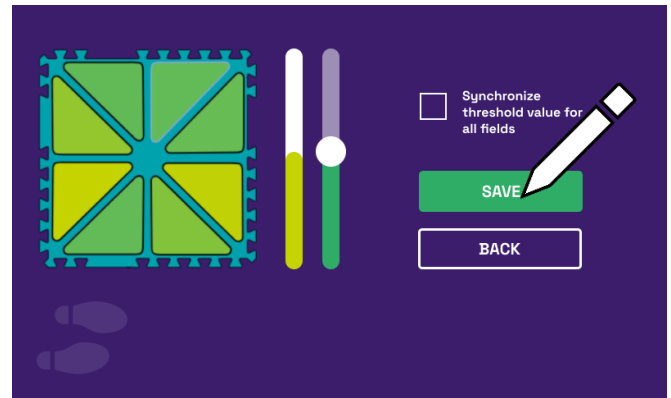 Synchronize
threshold value for
all fields
SAVE
BACK